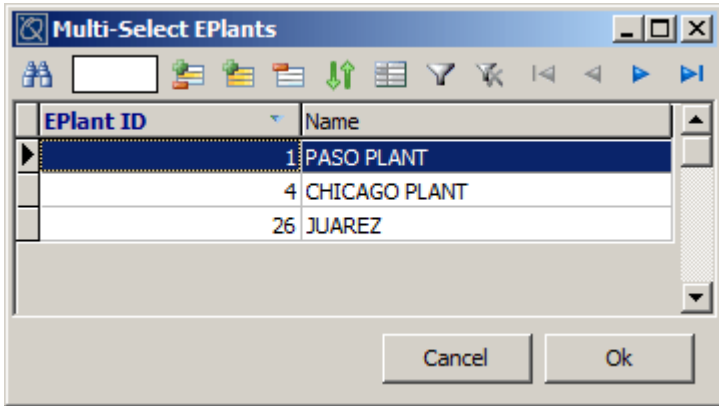 Multi-Select EPlants
EPlant ID Name
1 PASO PLANT
4 CHICAGO PLANT
26 JUAREZ
Cancel Ok